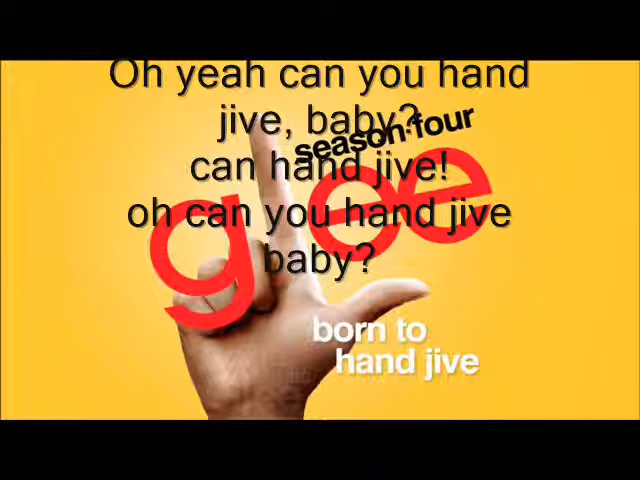 Oh yeah can you hand
jive, baby?
season four
can hand jive!
glee
oh can you hand jive
baby?
born to
hand jive